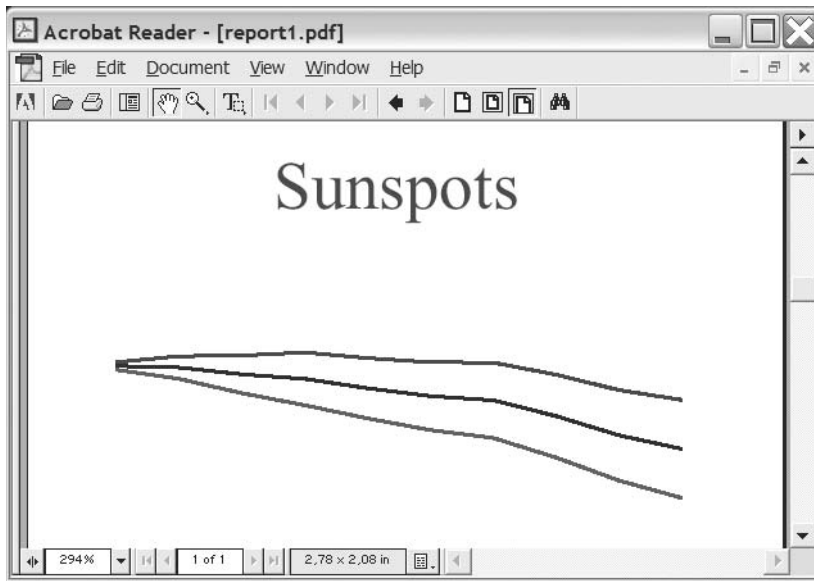 Acrobat Reader - [report1.pdf]
File Edit Document View Window Help
Sunspots
294% 1 of 1 2,78 × 2,08 in